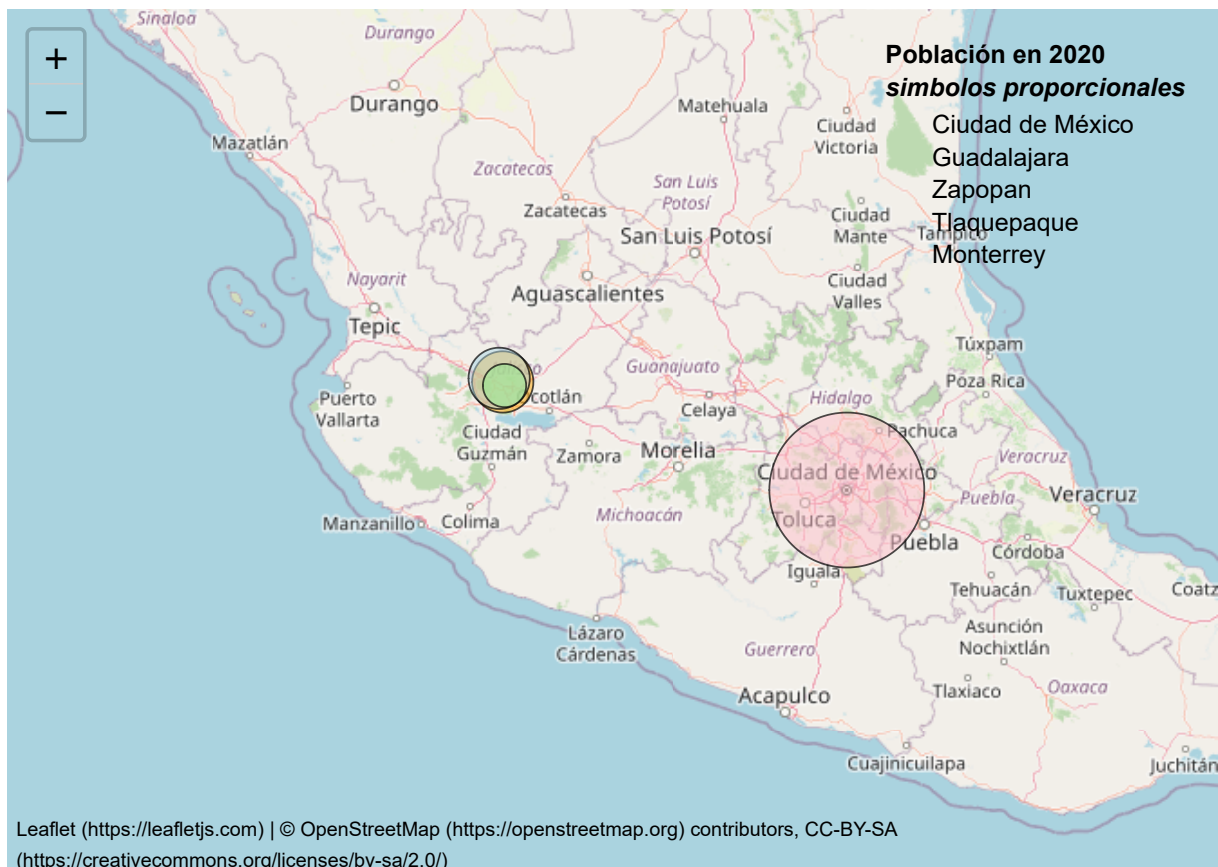 Sinaloa
Durango
+
−
Durango
Mazatlán
Matehuala
Ciudad
Victoria
Población en 2020
simbolos proporcionales
Ciudad de México
Guadalajara
Zapopan
Tlaquepaque
Monterrey
Zacatecas
Zacatecas
San Luis
Potosí
San Luis Potosí
Ciudad
Mante
Tampico
Ciudad
Valles
Nayarit
Tepic
Aguascalientes
Túxpam
Poza Rica
Puerto
Vallarta
Guanajuato
Celaya
Hidalgo
Pachuca
Ciudad
Guzmán
Zamora
Morelia
Ciudad de México
Toluca
Puebla
Veracruz
Puebla
Veracruz
Manzanillo
Colima
Michoacán
Córdoba
Iguala
Tehuacán
Tuxtepec
Coatz
Lázaro
Cárdenas
Guerrero
Asunción
Nochixtlán
Acapulco
Tlaxiaco
Oaxaca
Cuajinicuilapa
Juchitán
Leaflet (https://leafletjs.com) | © OpenStreetMap (https://openstreetmap.org) contributors, CC-BY-SA
(https://creativecommons.org/licenses/by-sa/2.0/)